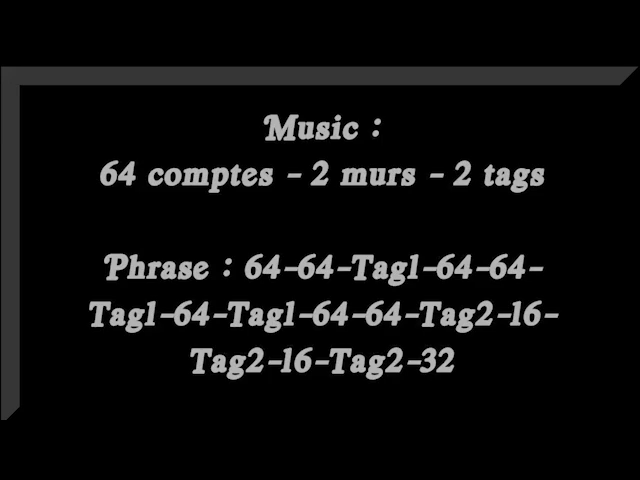 Music :
64 comptes - 2 murs - 2 tags
Phrase : 64-64-Tag1-64-64-
Tag1-64-Tag1-64-64-Tag2-16-
Tag2-16-Tag2-32